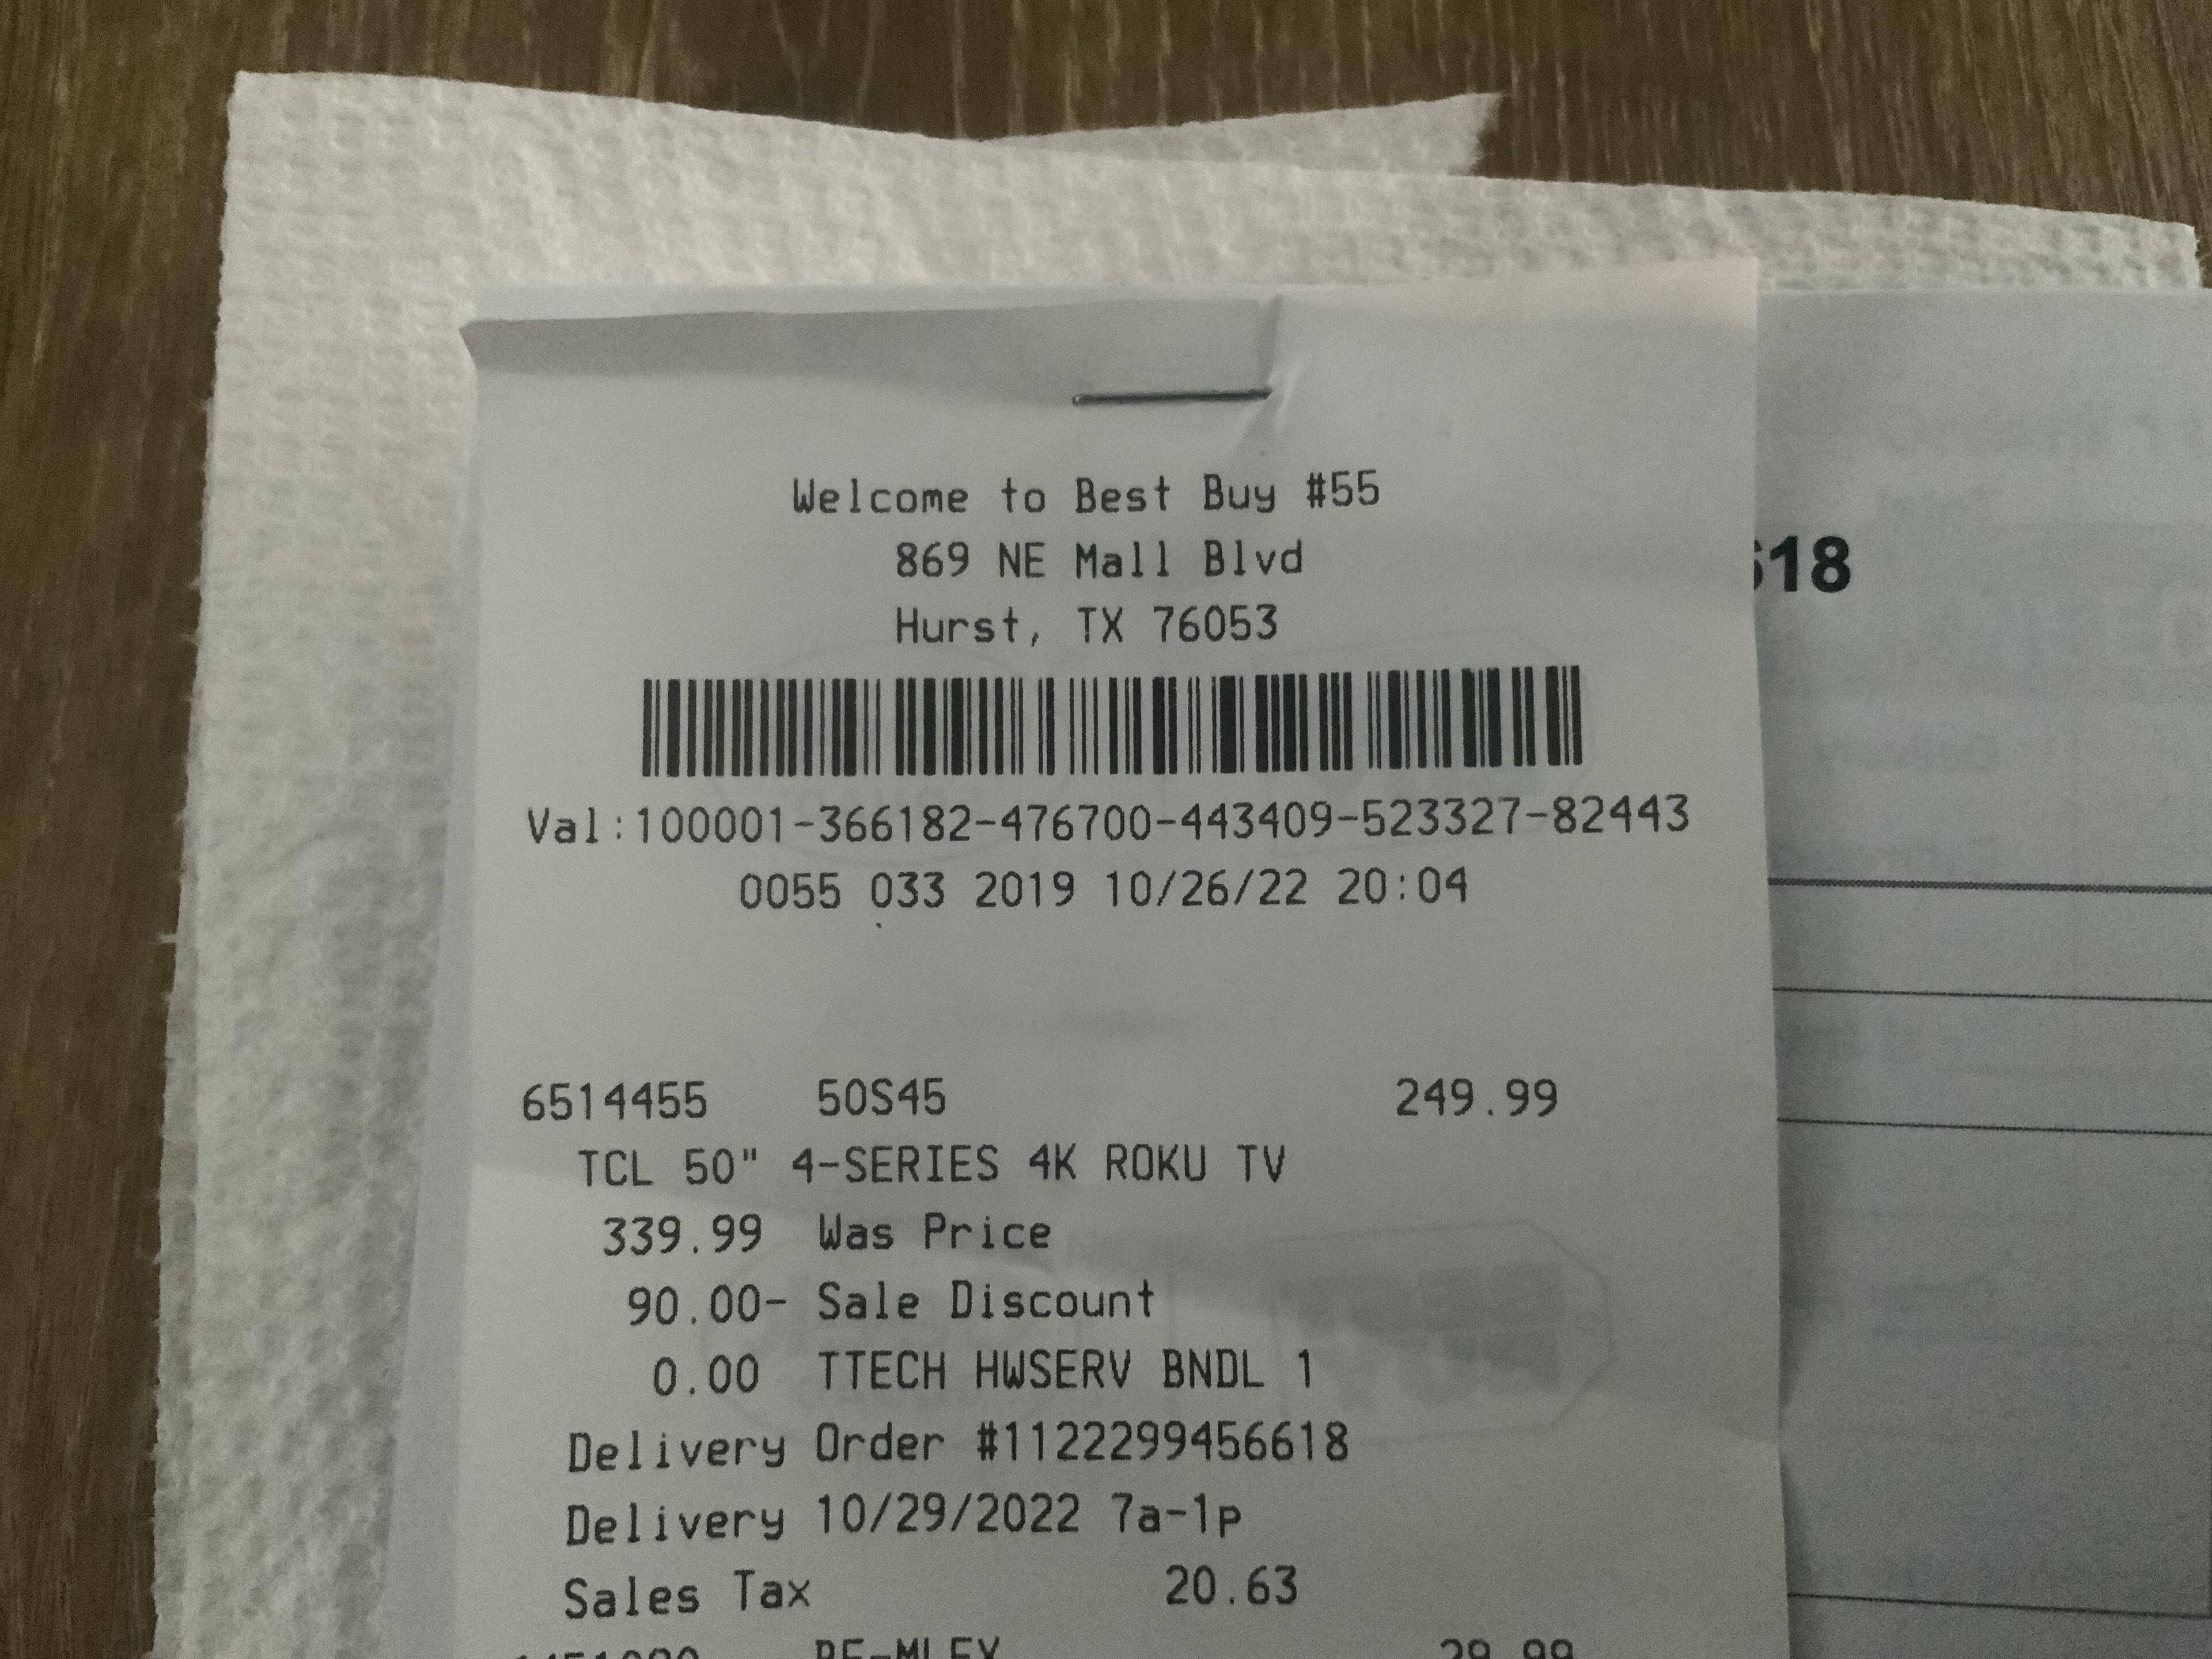 Welcome to Best Buy #55
869 NE Mall Blvd
Hurst, TX 76053
Val:100001-366182-476700-443409-523327-82443
0055 033 2019 10/26/22 20:04
6514455 50S45 249.99
TCL 50" 4-SERIES 4K ROKU TV
339.99 Was Price
90.00- Sale Discount
0.00 TTECH HWSERV BNDL 1
Delivery Order #1122299456618
Delivery 10/29/2022 7a-1p
Sales Tax 20.63
29.99
618